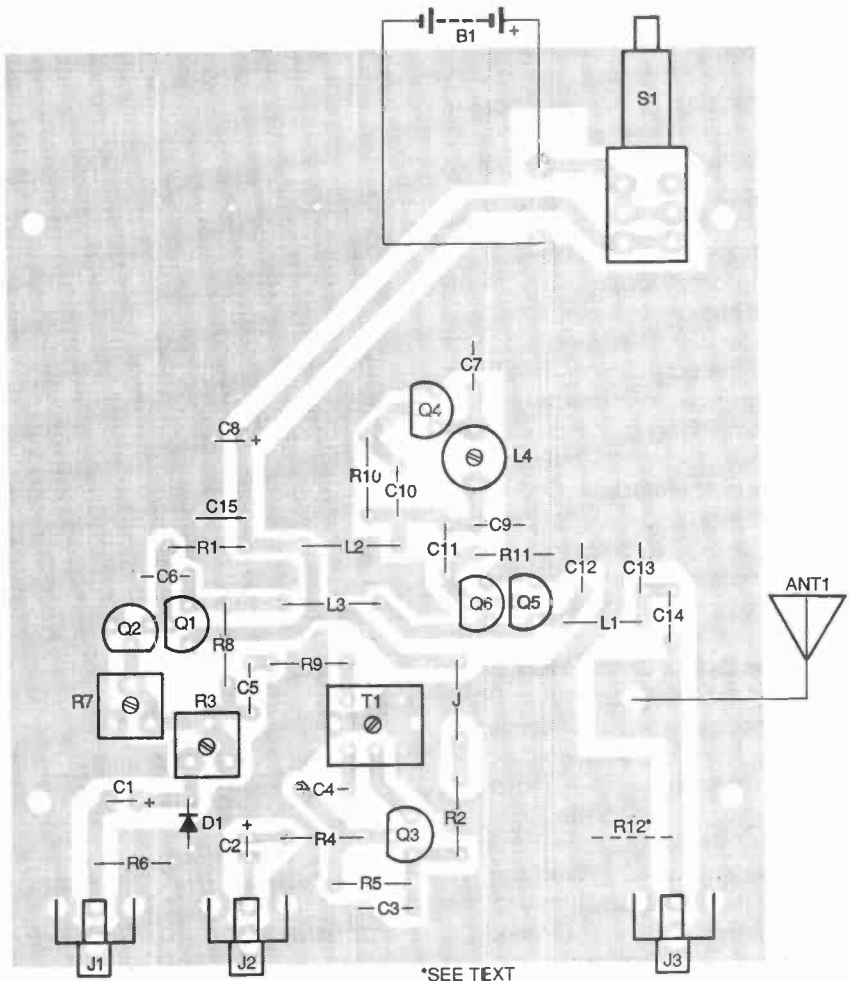 B1
+
S1
C7
Q4
C8
+
L4
R10
C10
C15
C9
R1
L2
C11
R11
C12
C13
C6
ANT1
Q2
Q1
L3
Q6
Q5
C14
R8
L1
R9
R7
C5
R3
T1
J
C1
+
C4
D1
+
C2
R4
Q3
R2
R12*
R6
R5
C3
J1
J2
J3
*SEE TEXT